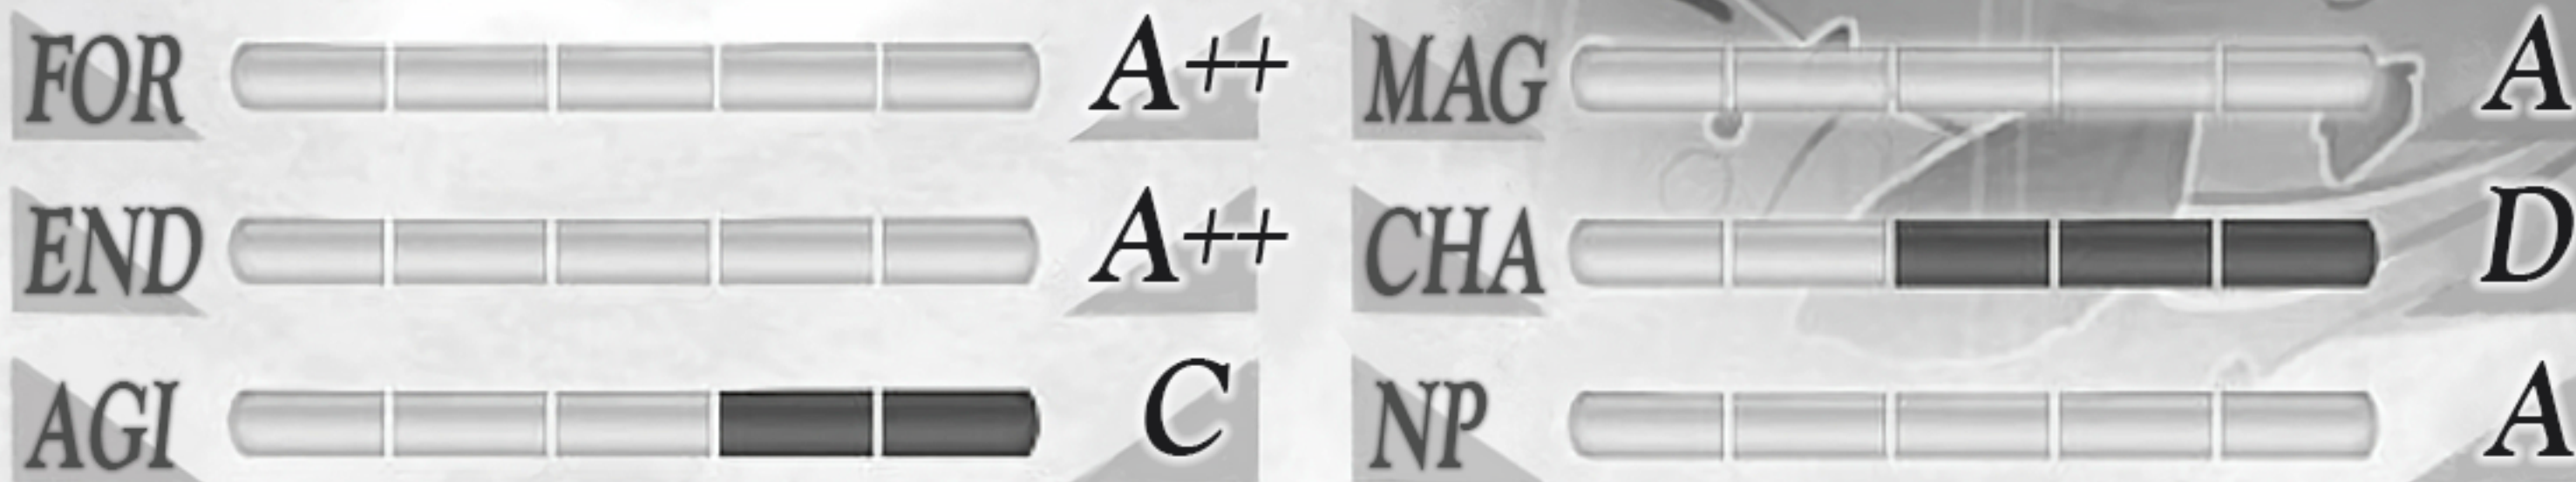 FOR A++ MAG A
END A++ CHA D
AGI C NP A